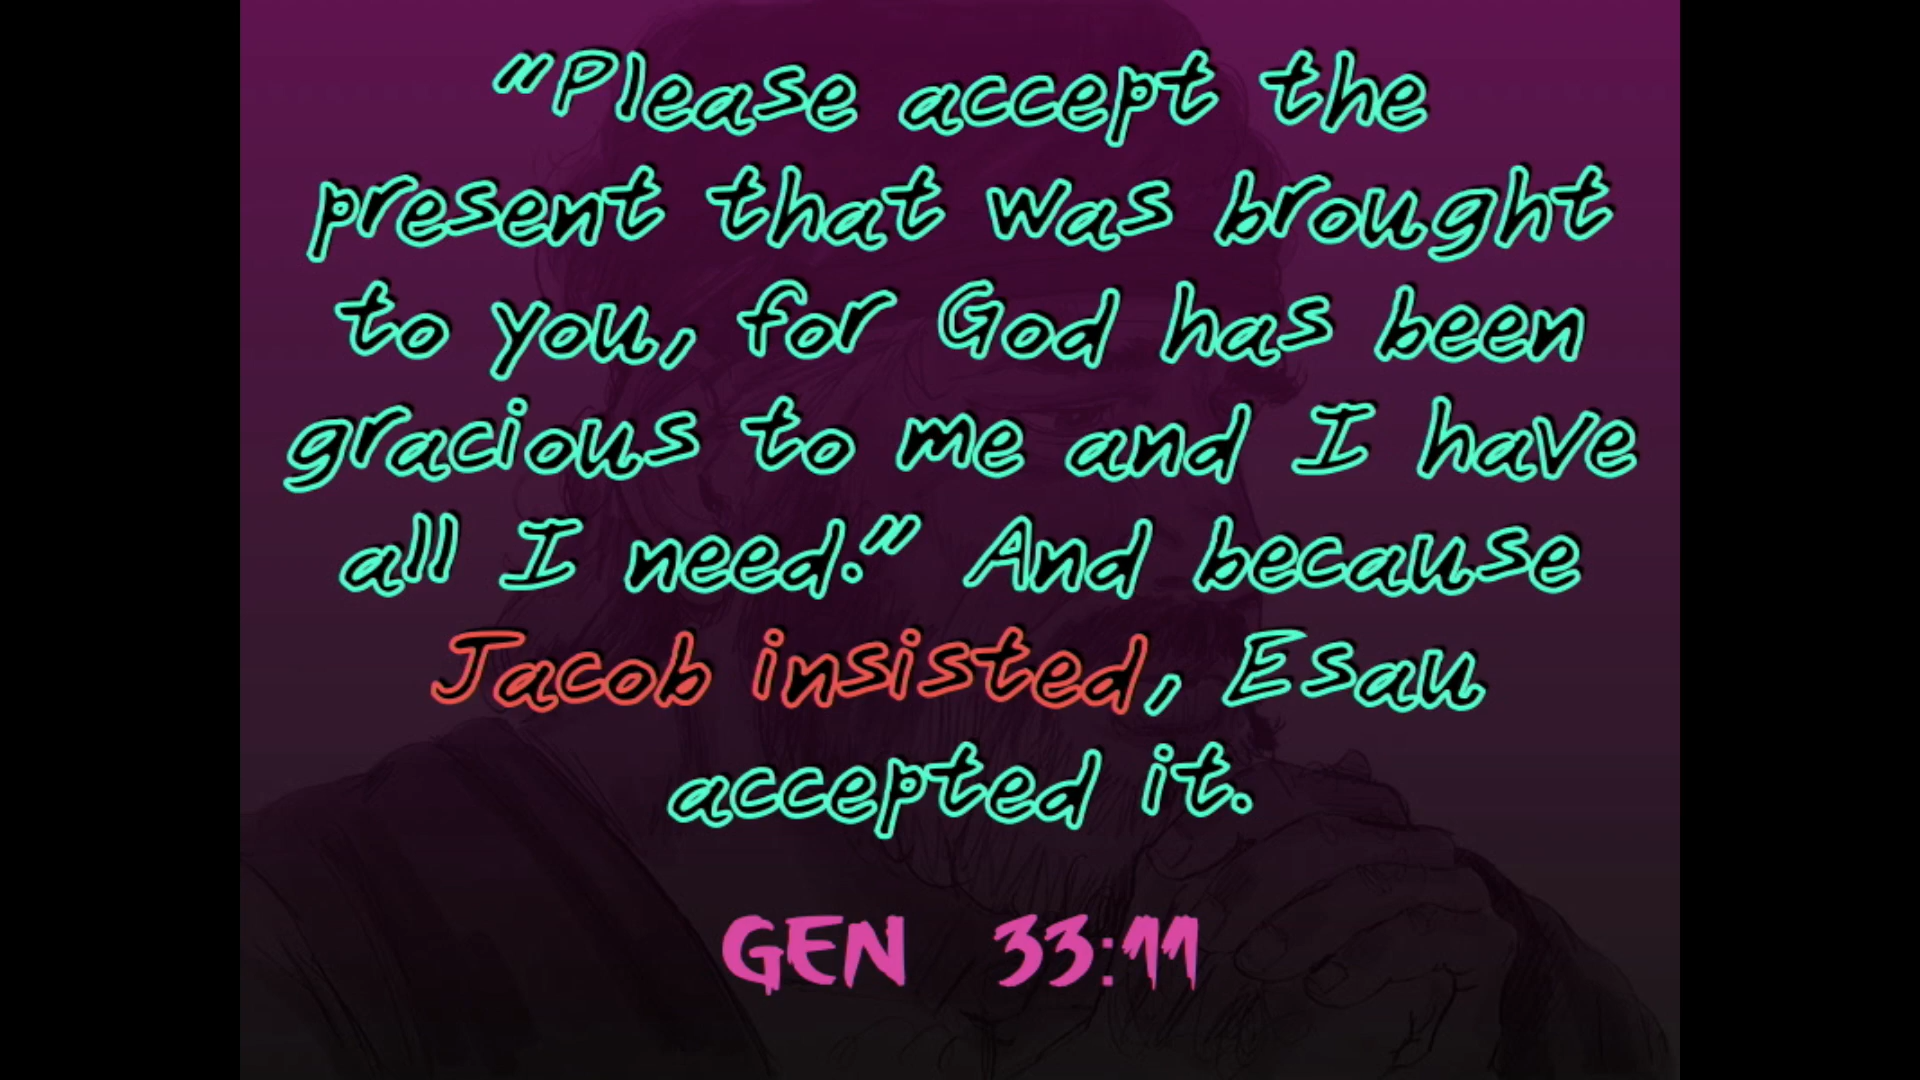 "Please accept the
present that was brought
to you, for God has been
gracious to me and I have
all I need." And because
Jacob insisted, Esau
accepted it.
GEN 33:11